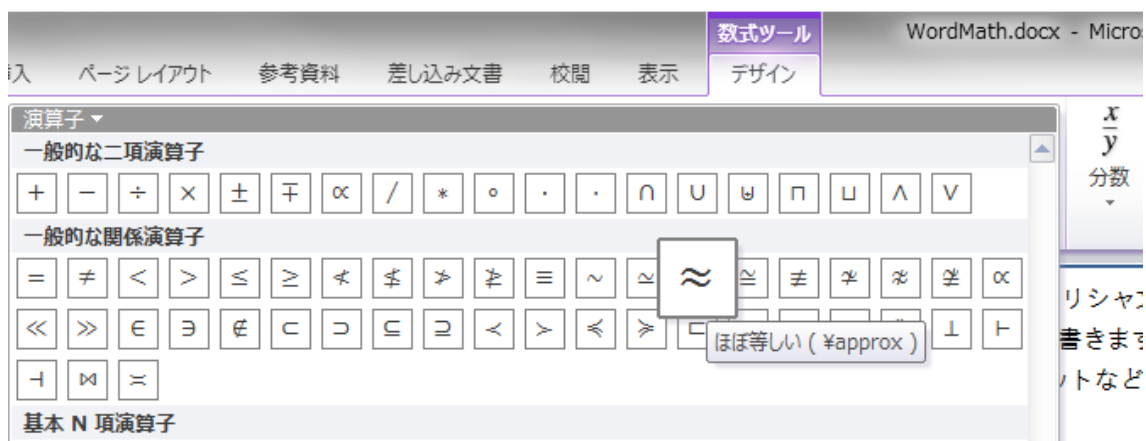 数式ツール WordMath.docx - Micro
入 ページ レイアウト 参考資料 差し込み文書 校閲 表示 デザイン
演算子
一般的な二項演算子
+ − ÷ × ± ∓ ∝ / ∗ ∘ ∙ ⋅ ∩ ∪ ⊎ ⊓ ⊔ ∧ ∨
一般的な関係演算子
= ≠ < > ≤ ≥ ≮ ≰ ≯ ≱ ≡ ∼ ≃ ≈ ≅ ≢ ≄ ≉ ≇ ∝
≪ ≫ ∈ ∋ ∉ ⊂ ⊃ ⊆ ⊇ ≺ ≻ ≼ ≽ ⊥ ⊢
ほぼ等しい ( ¥approx )
⊣ ⋈ ≍
基本 N 項演算子
x
y
分数
リシャ
書きます
トなど